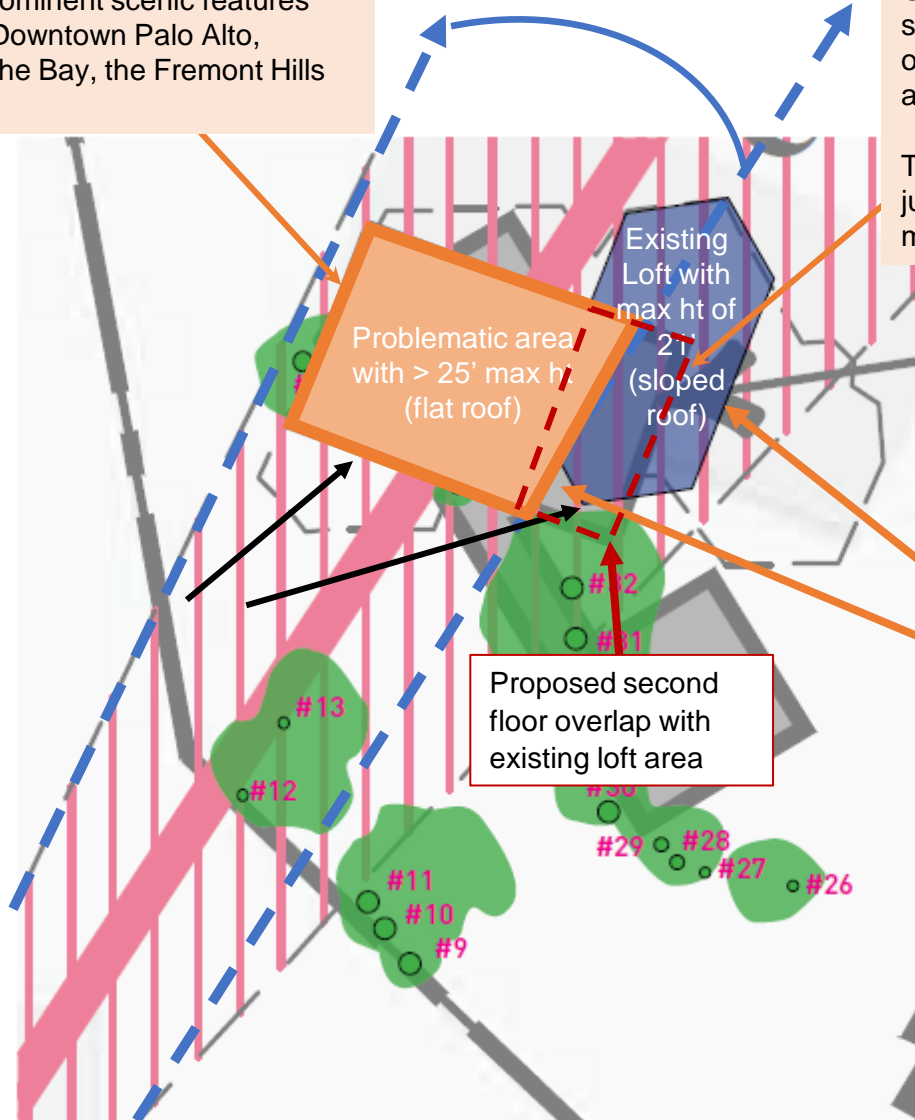 ominent scenic features
Downtown Palo Alto,
he Bay, the Fremont Hills
s
o
a
T
ju
m
Existing
Loft with
max ht of
21'
(sloped
roof)
Problematic area
with > 25' max ht
(flat roof)
#32
#31
Proposed second
floor overlap with
existing loft area
#13
#12
#30
#29
#28
#27
#26
#11
#10
#9